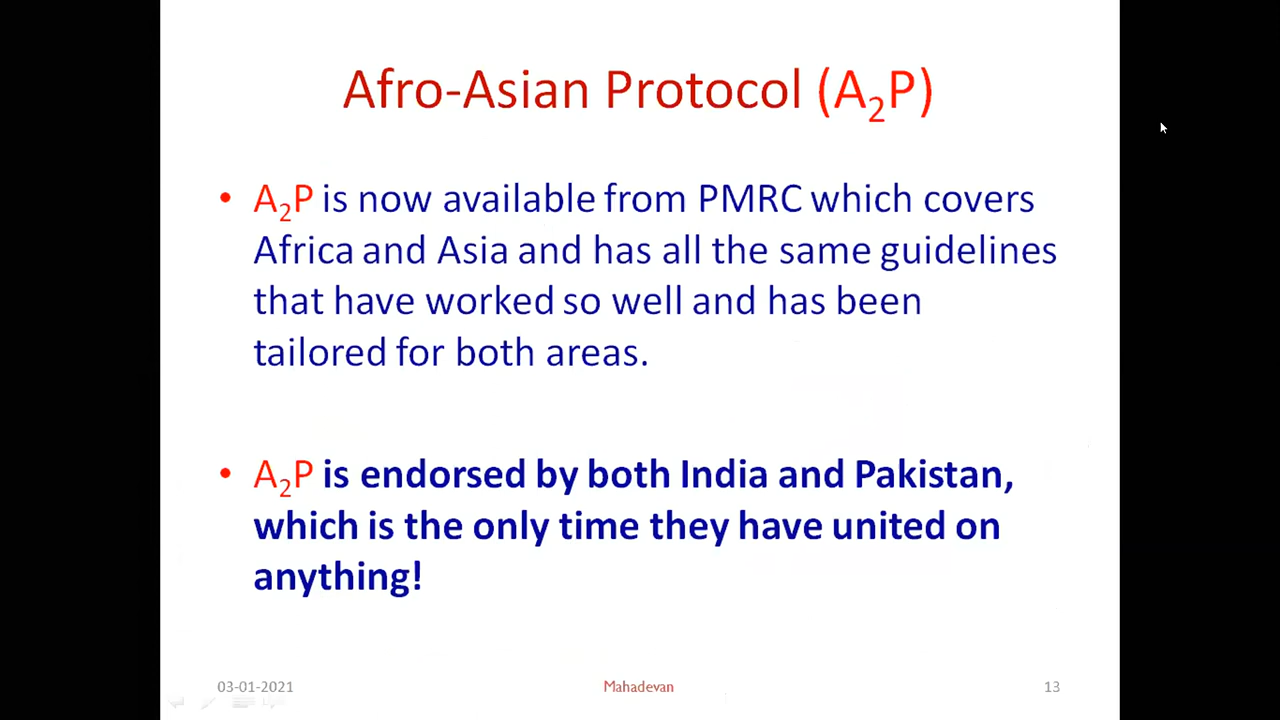 Afro-Asian Protocol (A₂P)
• A₂P is now available from PMRC which covers
Africa and Asia and has all the same guidelines
that have worked so well and has been
tailored for both areas.
• A₂P is endorsed by both India and Pakistan,
which is the only time they have united on
anything!
03-01-2021 Mahadevan 13